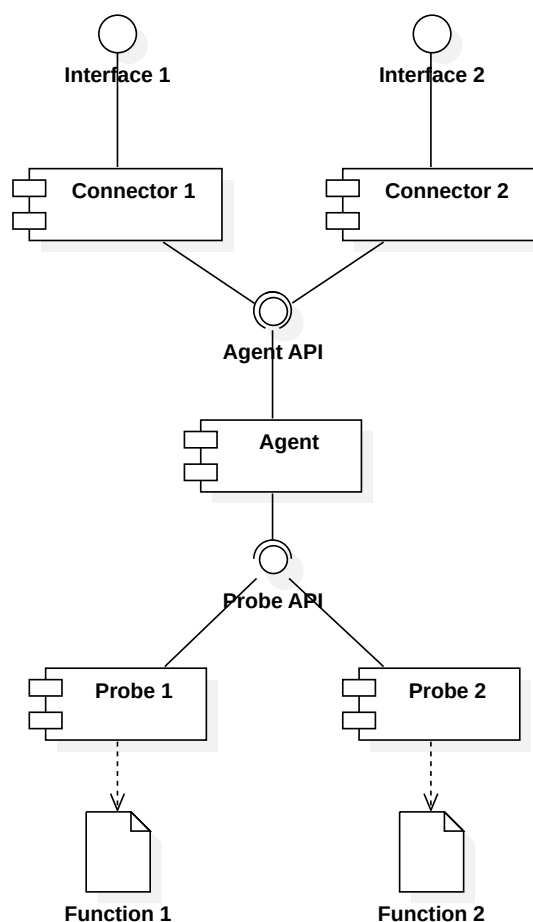 Interface 1
Interface 2
Connector 1
Connector 2
Agent API
Agent
Probe API
Probe 1
Probe 2
Function 1
Function 2